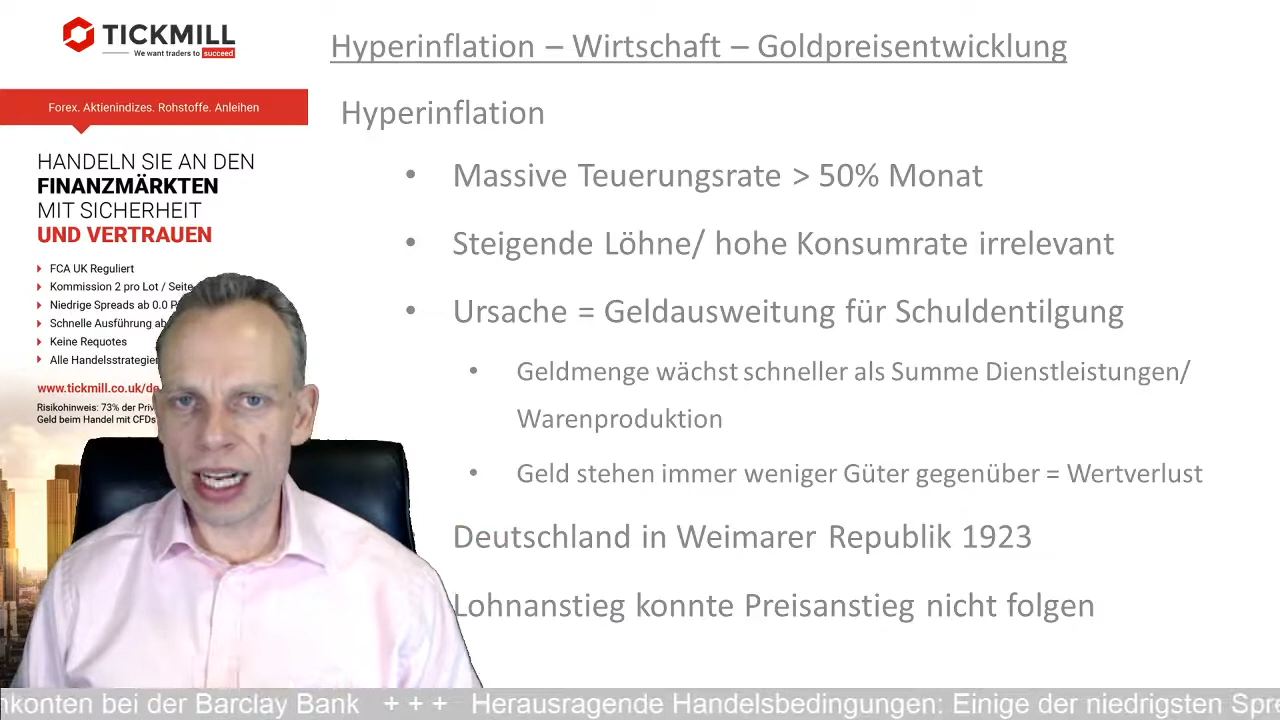 TICKMILL
We want traders to succeed
Forex. Aktienindizes. Rohstoffe. Anleihen
HANDELN SIE AN DEN
FINANZMÄRKTEN
MIT SICHERHEIT
UND VERTRAUEN
FCA UK Reguliert
Kommission 2 pro Lot / Seite
Niedrige Spreads ab 0.0
Schnelle Ausführung ab
Keine Requotes
Alle Handelsstrategien
www.tickmill.co.uk/de
Risikohinweis: 73% der
Geld beim Handel mit CFDs
Hyperinflation – Wirtschaft – Goldpreisentwicklung
Hyperinflation
• Massive Teuerungsrate > 50% Monat
• Steigende Löhne/ hohe Konsumrate irrelevant
• Ursache = Geldausweitung für Schuldentilgung
• Geldmenge wächst schneller als Summe Dienstleistungen/
Warenproduktion
• Geld stehen immer weniger Güter gegenüber = Wertverlust
Deutschland in Weimarer Republik 1923
Lohnanstieg konnte Preisanstieg nicht folgen
nkonten bei der Barclay Bank + + + Herausragende Handelsbedingungen: Einige der niedrigsten Spre